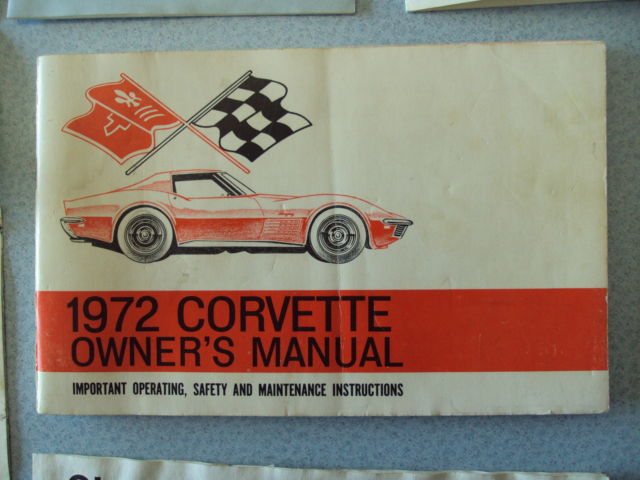 1972 CORVETTE
OWNER'S MANUAL
IMPORTANT OPERATING, SAFETY AND MAINTENANCE INSTRUCTIONS